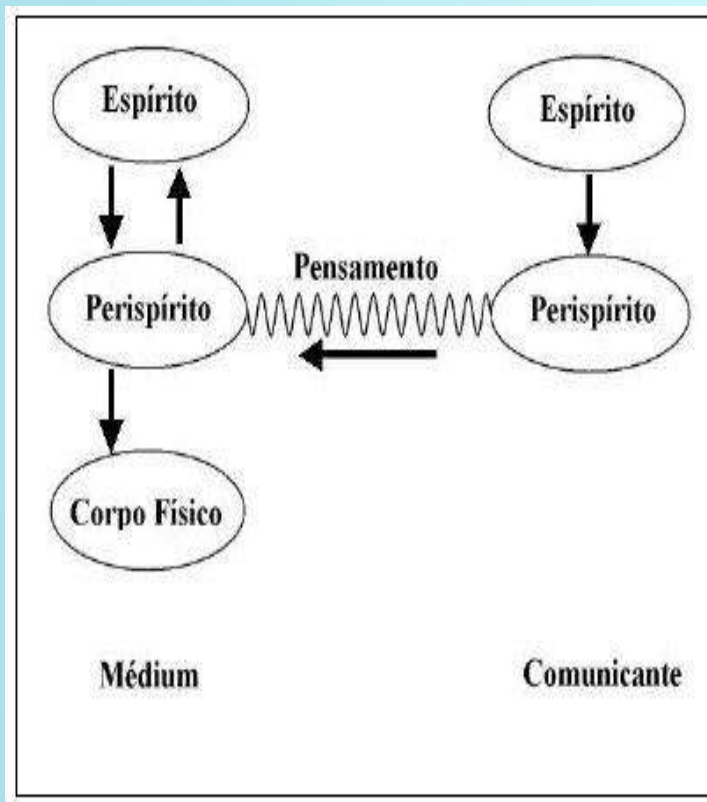 Espírito
Espírito
Pensamento
Perispírito
Perispírito
Corpo Físico
Médium
Comunicante